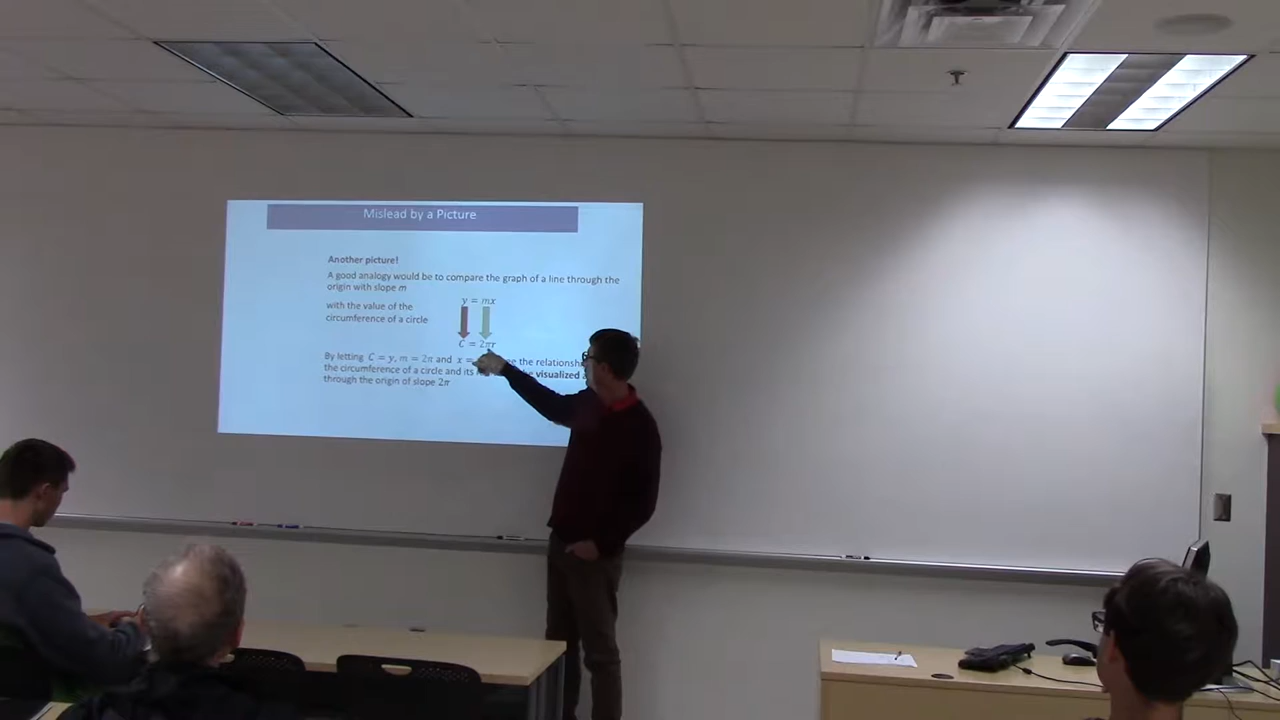 Mislead by a Picture
Another picture!
A good analogy would be to compare the graph of a line through the
origin with slope m
with the value of the
circumference of a circle
y = mx
C = 2πr
By letting C = y, m = 2π and x = the relationsh
the circumference of a circle and its be visualized
through the origin of slope 2π